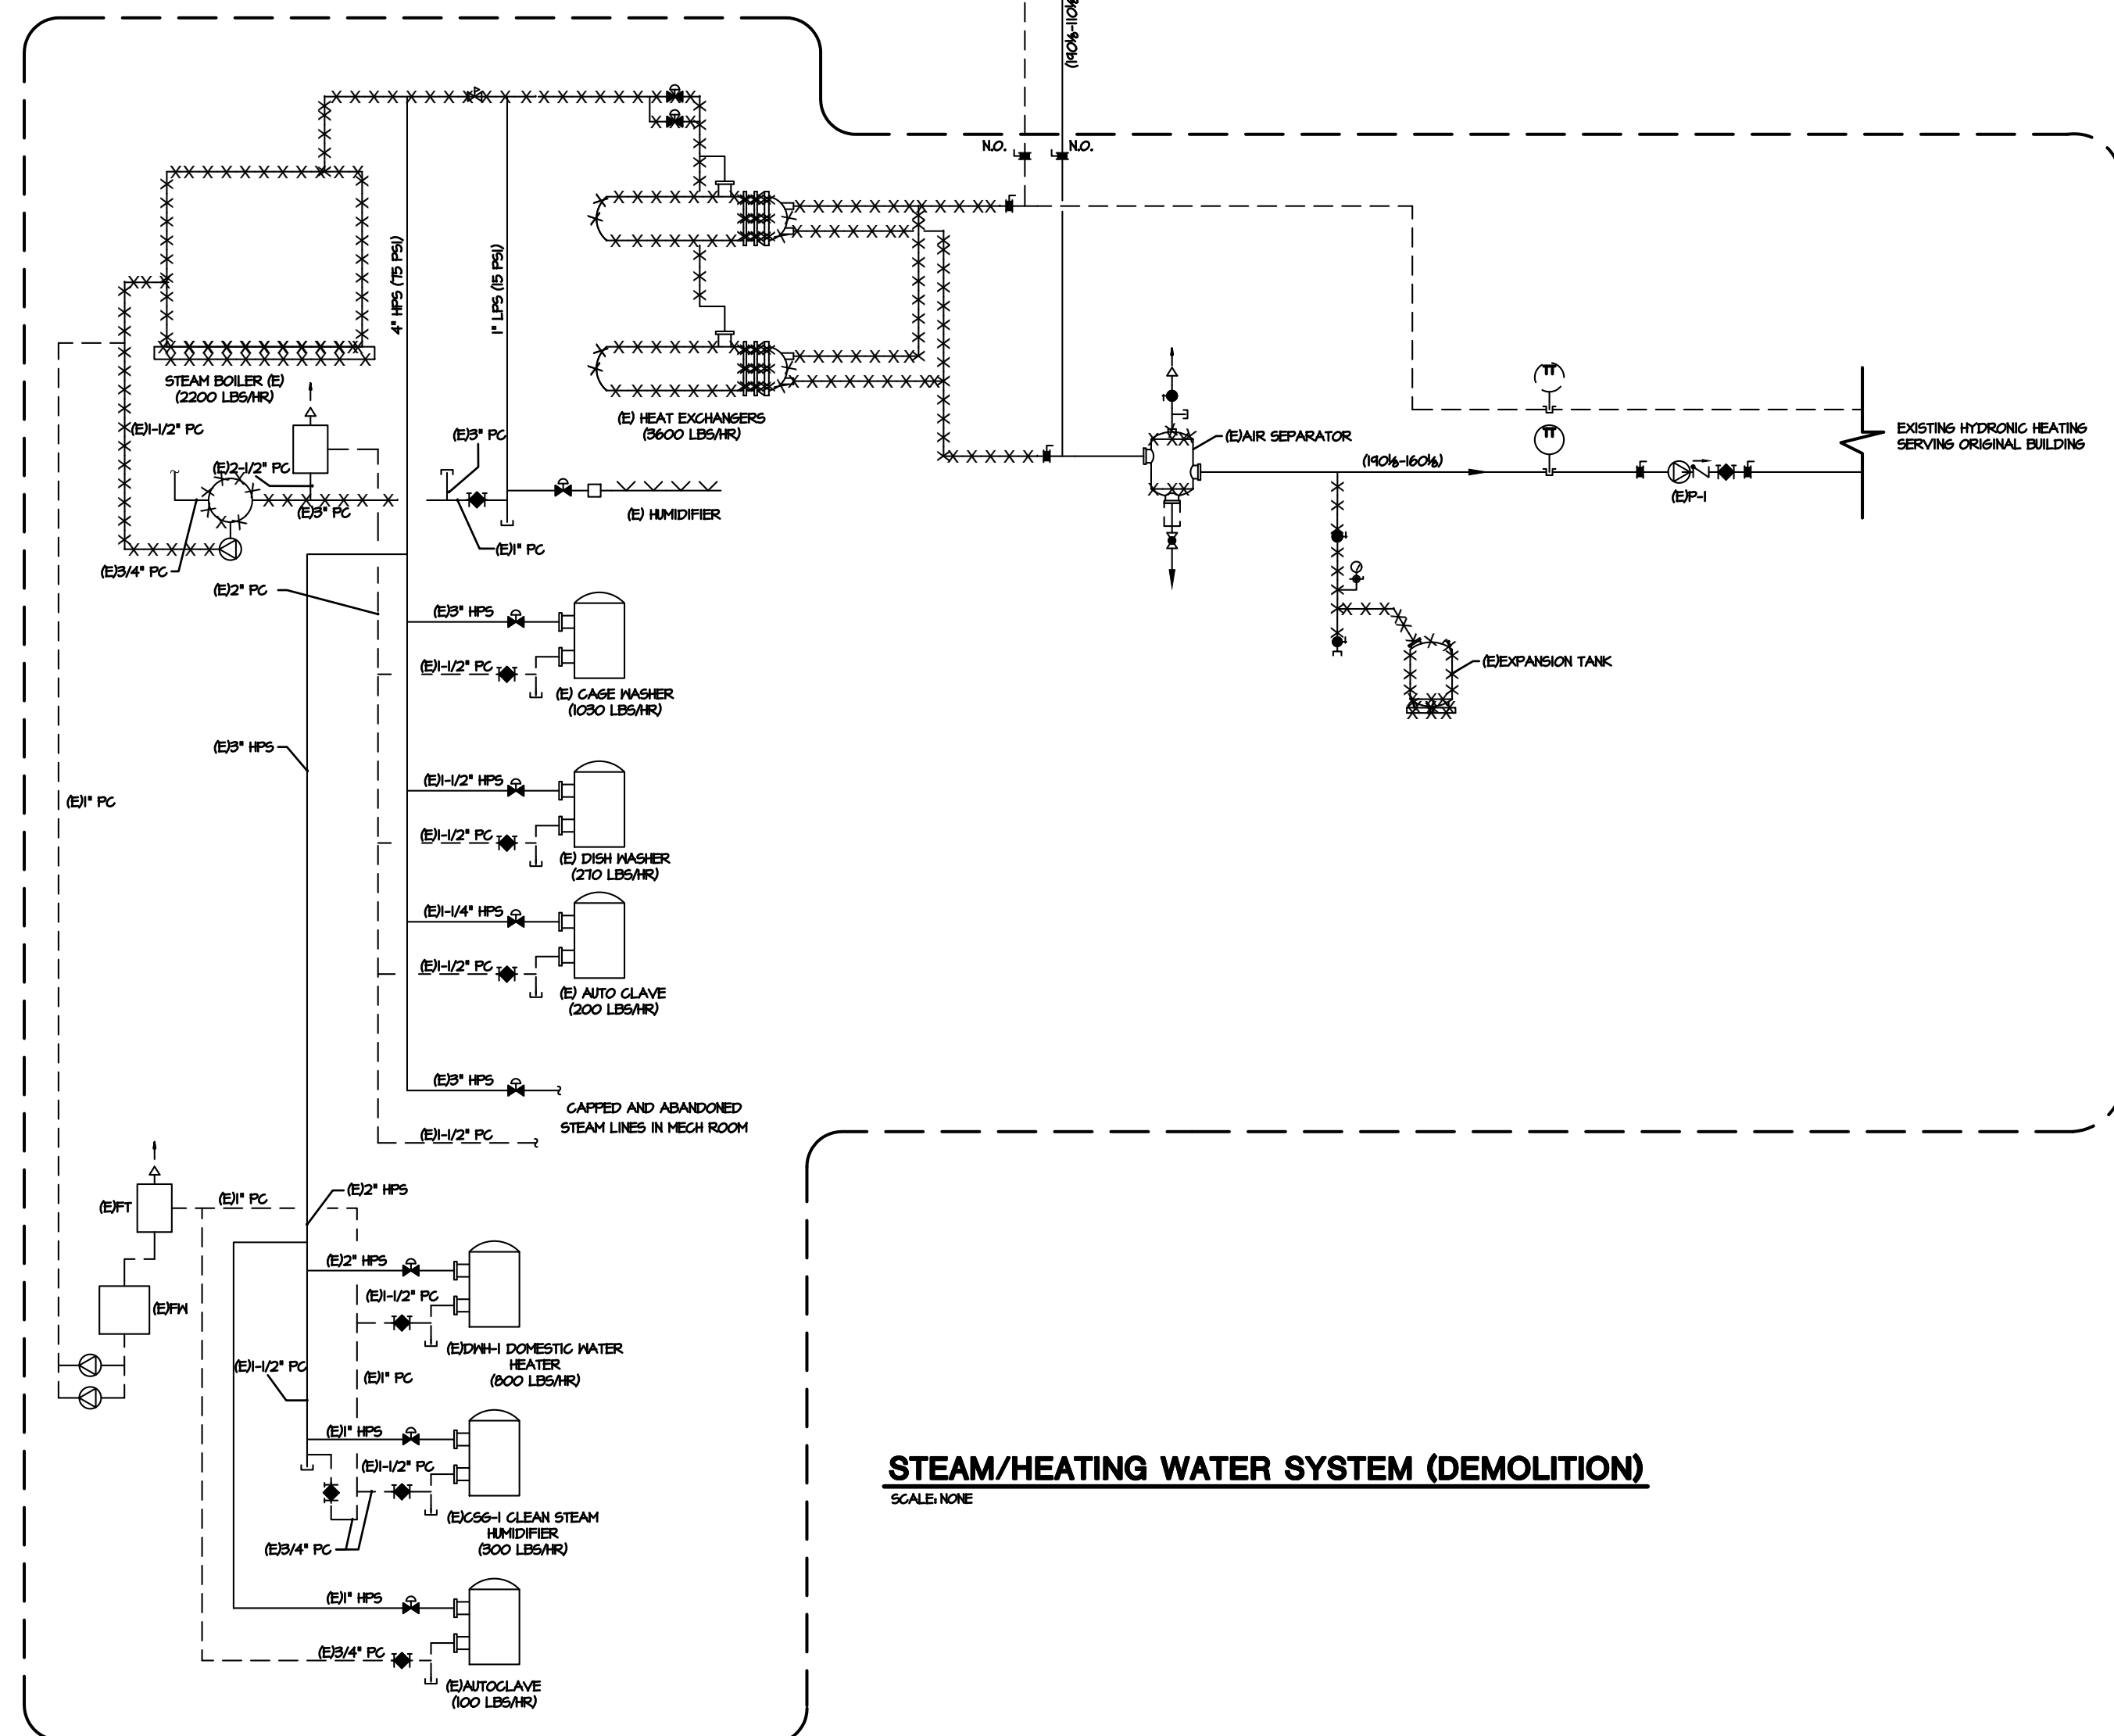 N.O.
N.O.
4" HPS (75 PSI)
1" LPS (15 PSI)
STEAM BOILER (E)
(2200 LBS/HR)
(E)1-1/2" PC
(E)2-1/2" PC
(E)3" PC
(E)3/4" PC
(E)2" PC
(E)3" PC
(E)1" PC
(E) HEAT EXCHANGERS
(3600 LBS/HR)
(E) HUMIDIFIER
(E)AIR SEPARATOR
TT
TT
(E)P-1
EXISTING HYDRONIC HEATING
SERVING ORIGINAL BUILDING
(E)EXPANSION TANK
(E)3" HPS
(E)1-1/2" PC
(E) CAGE WASHER
(1030 LBS/HR)
(E)3" HPS
(E)1" PC
(E)1-1/2" HPS
(E)1-1/2" PC
(E) DISH WASHER
(270 LBS/HR)
(E)1-1/4" HPS
(E)1-1/2" PC
(E) AUTO CLAVE
(200 LBS/HR)
(E)3" HPS
CAPPED AND ABANDONED
STEAM LINES IN MECH ROOM
(E)1-1/2" PC
(E)FT
(E)1" PC
(E)2" HPS
(E)2" HPS
(E)1-1/2" PC
(E)FW
(E)DWH-1 DOMESTIC WATER
HEATER
(800 LBS/HR)
(E)1-1/2" PC
(E)1" PC
(E)1" HPS
(E)1-1/2" PC
(E)CSG-1 CLEAN STEAM
HUMIDIFIER
(300 LBS/HR)
(E)3/4" PC
(E)1" HPS
(E)3/4" PC
(E)AUTOCLAVE
(100 LBS/HR)
STEAM/HEATING WATER SYSTEM (DEMOLITION)
SCALE: NONE